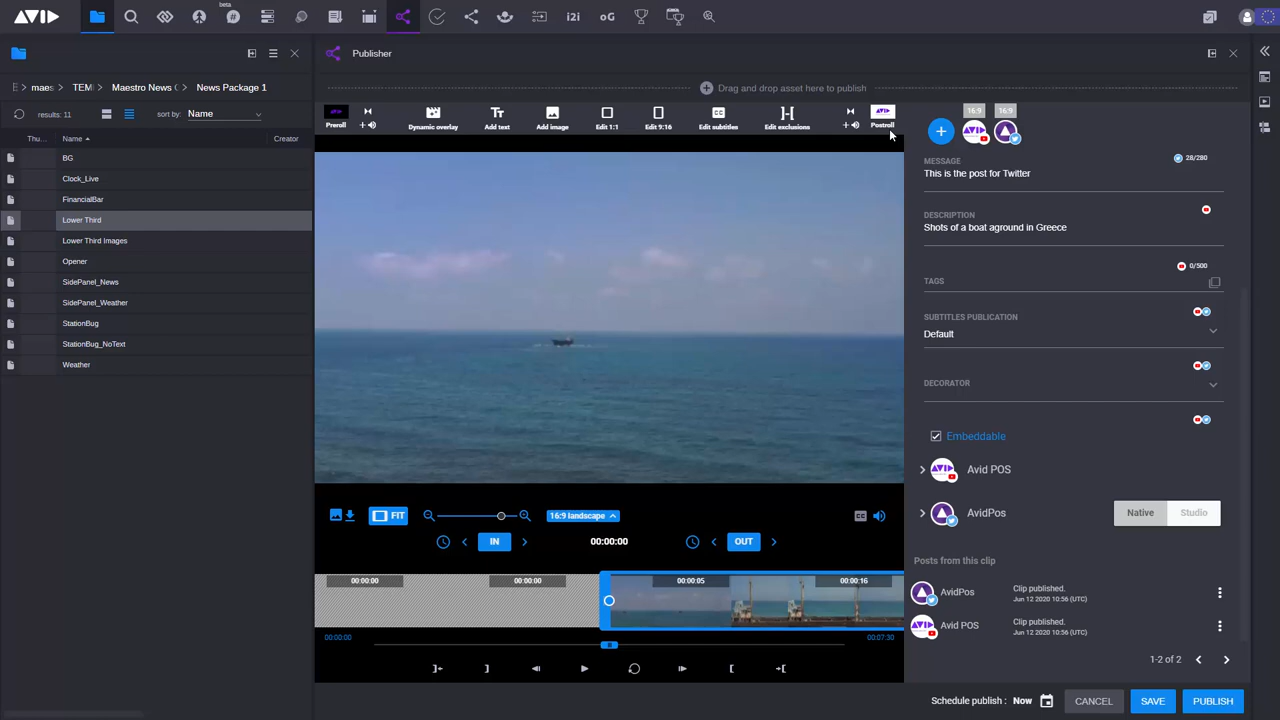 AVID
beta
i2i
oG
Publisher
E > maes > TEMI > Maestro News ( > News Package 1
Drag and drop asset here to publish
results: 11
sort by: Name
Preroll
Dynamic overlay
Add text
Add image
Edit 1:1
Edit 9:16
Edit subtitles
Edit exclusions
Postroll
16:9
16:9
Thu...
Name
Creator
BG
Clock_Live
FinancialBar
Lower Third
Lower Third Images
Opener
SidePanel_News
SidePanel_Weather
StationBug
StationBug_NoText
Weather
MESSAGE
28/280
This is the post for Twitter
DESCRIPTION
Shots of a boat aground in Greece
0/500
TAGS
SUBTITLES PUBLICATION
Default
DECORATOR
Embeddable
Avid POS
AvidPos
Native
Studio
Posts from this clip
AvidPos
Clip published.
Jun 12 2020 10:56 (UTC)
Avid POS
Clip published.
Jun 12 2020 10:56 (UTC)
1-2 of 2
FIT
16:9 landscape
CC
IN
00:00:00
OUT
00:00:00
00:00:00
00:00:05
00:00:16
00:00:00
00:07:30
Schedule publish : Now
CANCEL
SAVE
PUBLISH